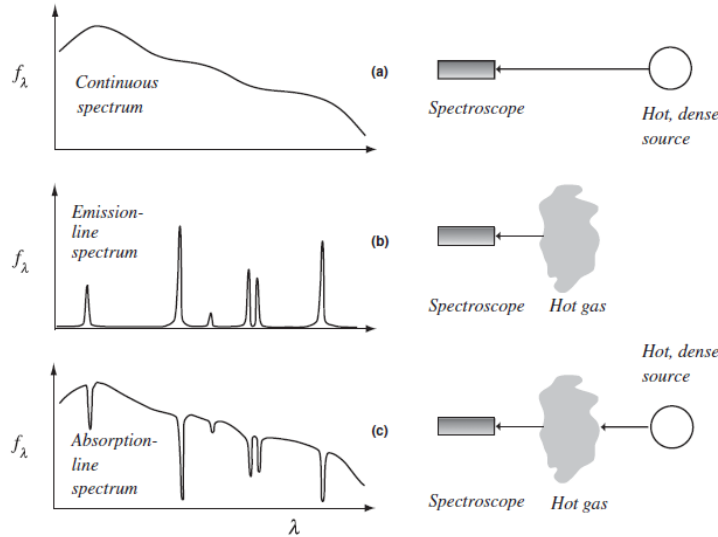 fλ
Continuous
spectrum
(a)
Spectroscope
Hot, dense
source
fλ
Emission-
line
spectrum
(b)
Spectroscope
Hot gas
fλ
Absorption-
line
spectrum
λ
(c)
Hot, dense
source
Spectroscope
Hot gas